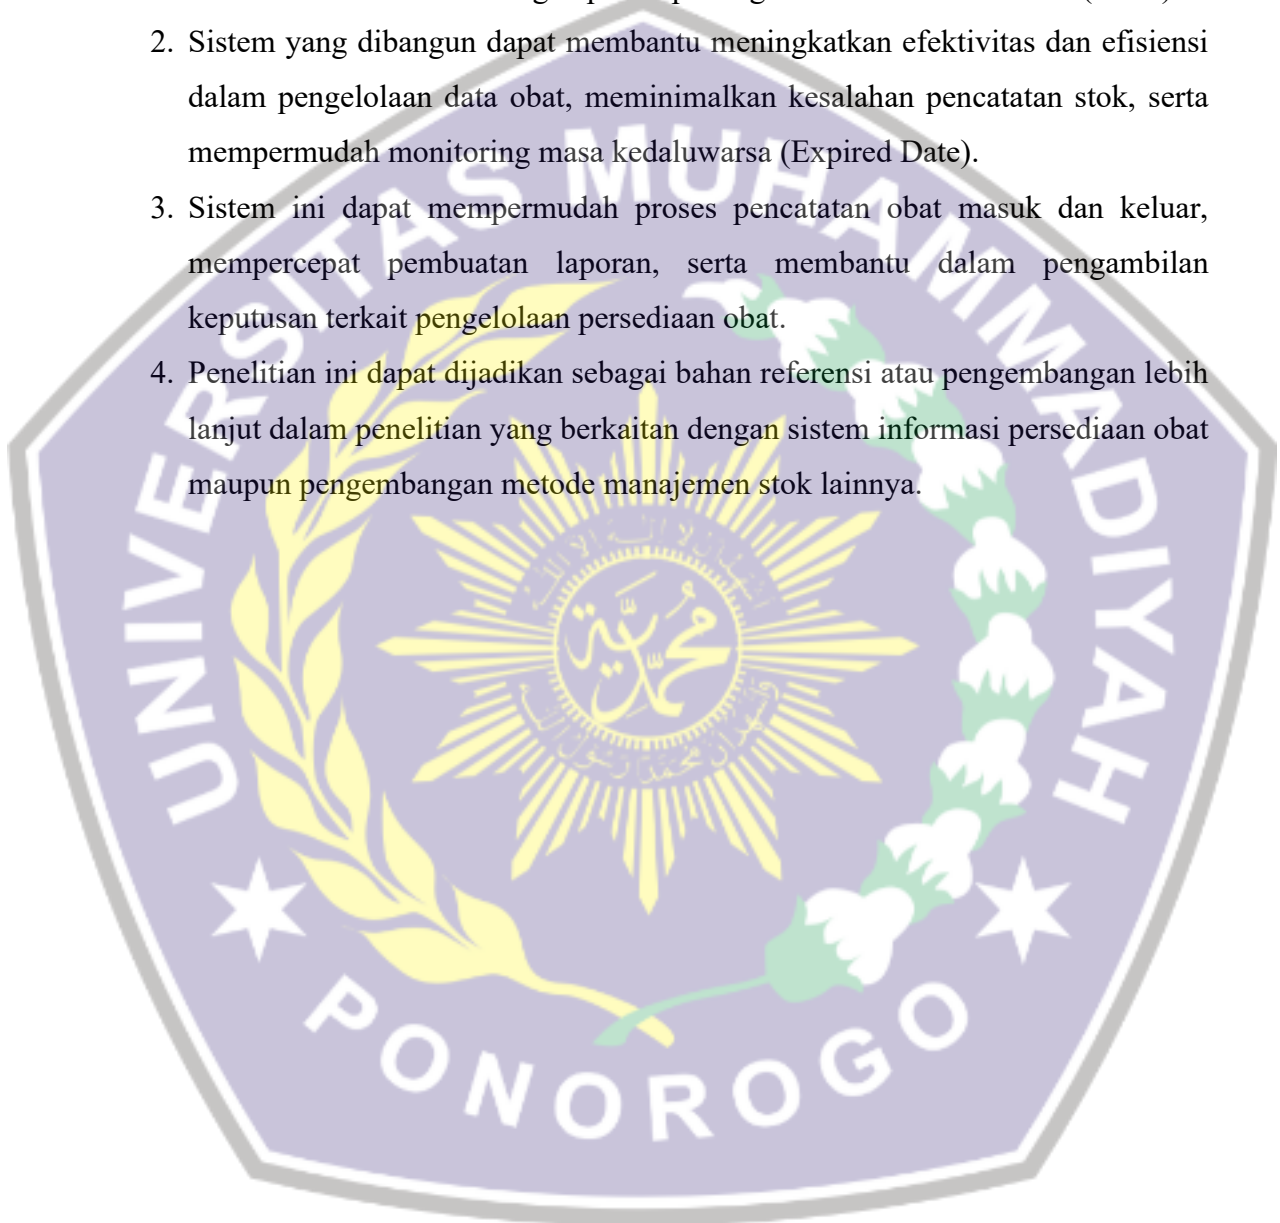 2. Sistem yang dibangun dapat membantu meningkatkan efektivitas dan efisiensi
dalam pengelolaan data obat, meminimalkan kesalahan pencatatan stok, serta
mempermudah monitoring masa kedaluwarsa (Expired Date).
3. Sistem ini dapat mempermudah proses pencatatan obat masuk dan keluar,
mempercepat pembuatan laporan, serta membantu dalam pengambilan
keputusan terkait pengelolaan persediaan obat.
4. Penelitian ini dapat dijadikan sebagai bahan referensi atau pengembangan lebih
lanjut dalam penelitian yang berkaitan dengan sistem informasi persediaan obat
maupun pengembangan metode manajemen stok lainnya.
UNIVERSITAS MUHAMMADIYAH
PONOROGO
محمدية